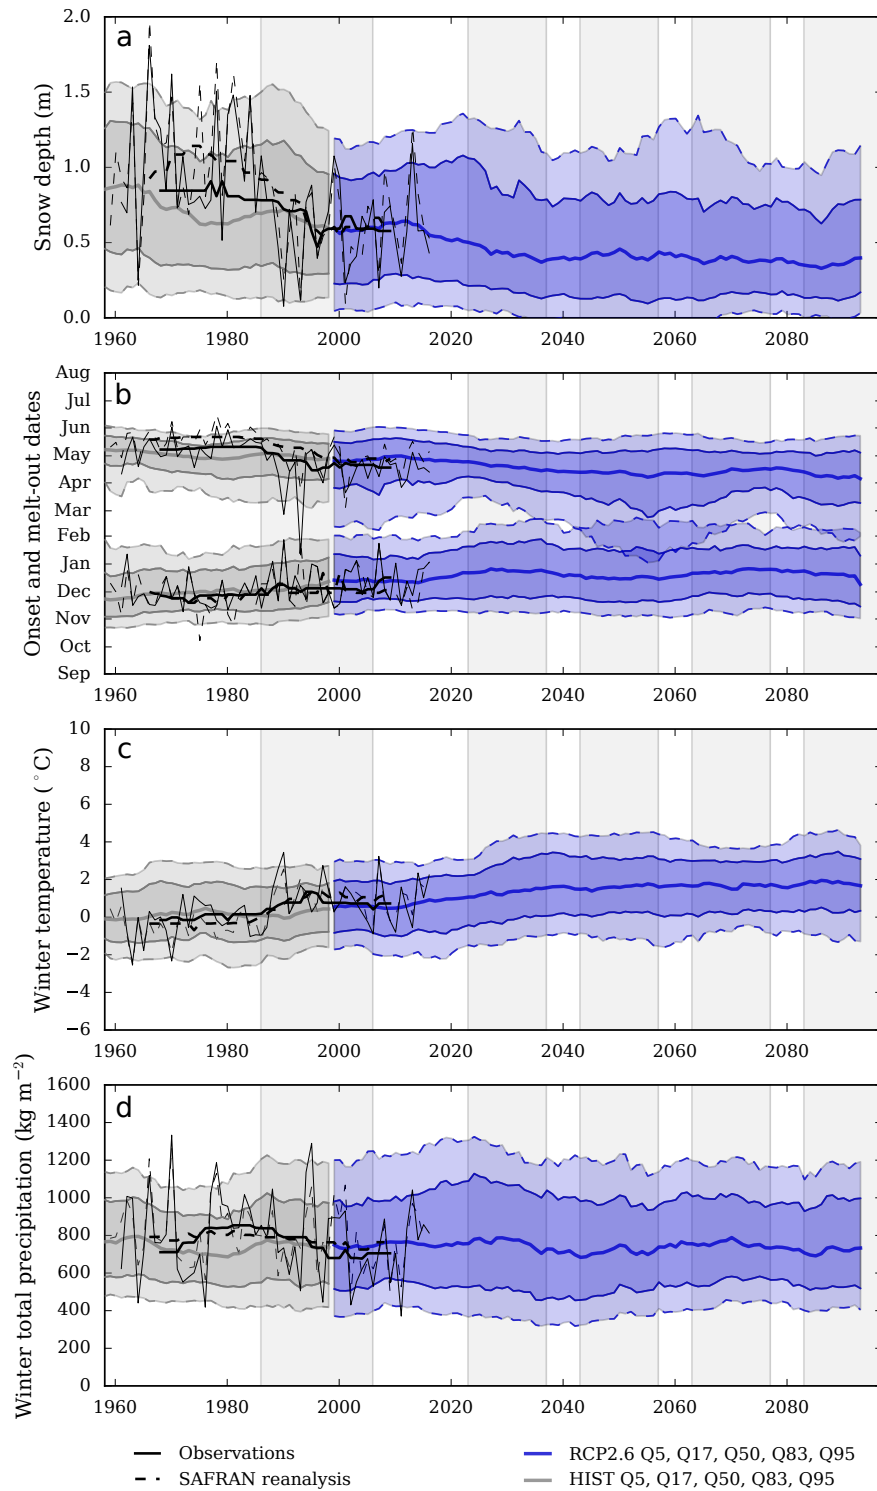 a
Snow depth (m)
2.0
1.5
1.0
0.5
0.0
1960 1980 2000 2020 2040 2060 2080
b
Onset and melt-out dates
Aug
Jul
Jun
May
Apr
Mar
Feb
Jan
Dec
Nov
Oct
Sep
1960 1980 2000 2020 2040 2060 2080
c
Winter temperature (°C)
10
8
6
4
2
0
−2
−4
−6
1960 1980 2000 2020 2040 2060 2080
d
Winter total precipitation (kg m⁻²)
1600
1400
1200
1000
800
600
400
200
0
1960 1980 2000 2020 2040 2060 2080
Observations
SAFRAN reanalysis
RCP2.6 Q5, Q17, Q50, Q83, Q95
HIST Q5, Q17, Q50, Q83, Q95